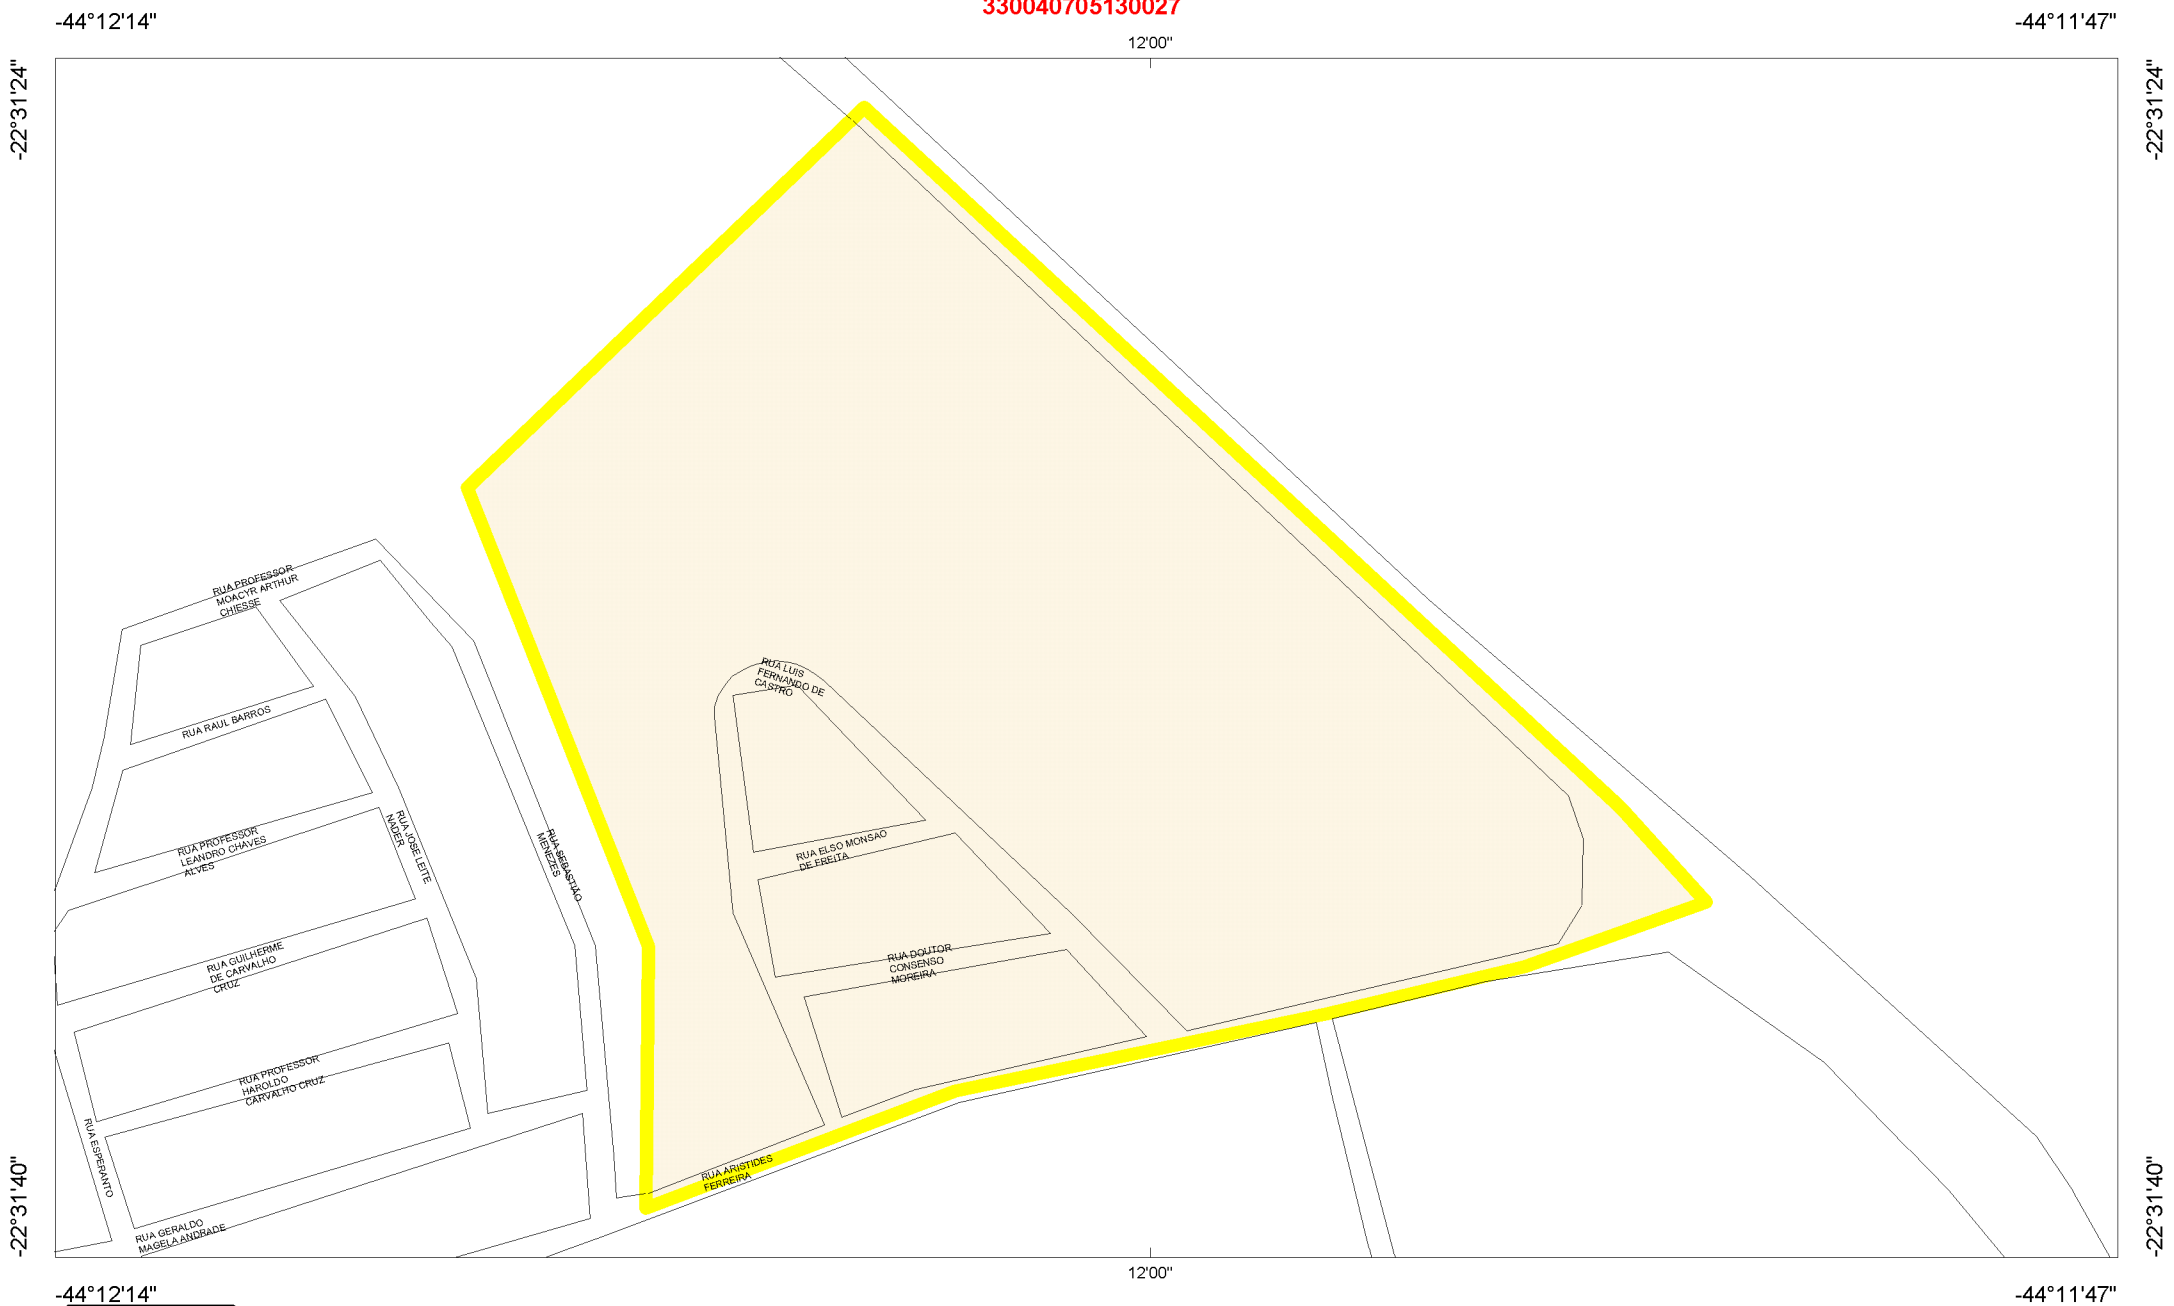 330040705130027
-44°12'14"
-44°11'47"
12'00"
-22°31'24"
-22°31'24"
RUA PROFESSOR
MOACYR ARTHUR
CHIESSE
RUA LUIS
FERNANDO DE
CASTRO
RUA RAUL BARROS
RUA PROFESSOR
LEANDRO CHAVES
ALVES
RUA JOSE LEITE
NADER
RUA SEBASTIÃO
MENEZES
RUA ELSO MONSAO
DE FREITA
RUA GUILHERME
DE CARVALHO
CRUZ
RUA DOUTOR
CONSENSO
MOREIRA
RUA PROFESSOR
HAROLDO
CARVALHO CRUZ
RUA ESPERANTO
RUA ARISTIDES
FERREIRA
RUA GERALDO
MAGELA ANDRADE
-22°31'40"
-22°31'40"
12'00"
-44°12'14"
-44°11'47"